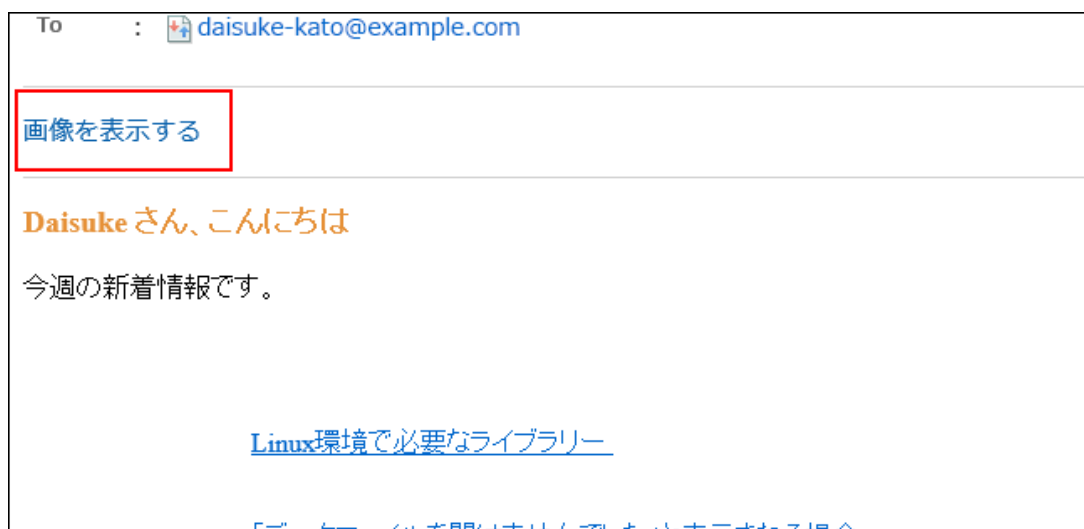 To : daisuke-kato@example.com
画像を表示する
Daisuke さん、こんにちは
今週の新着情報です。
Linux環境で必要なライブラリー